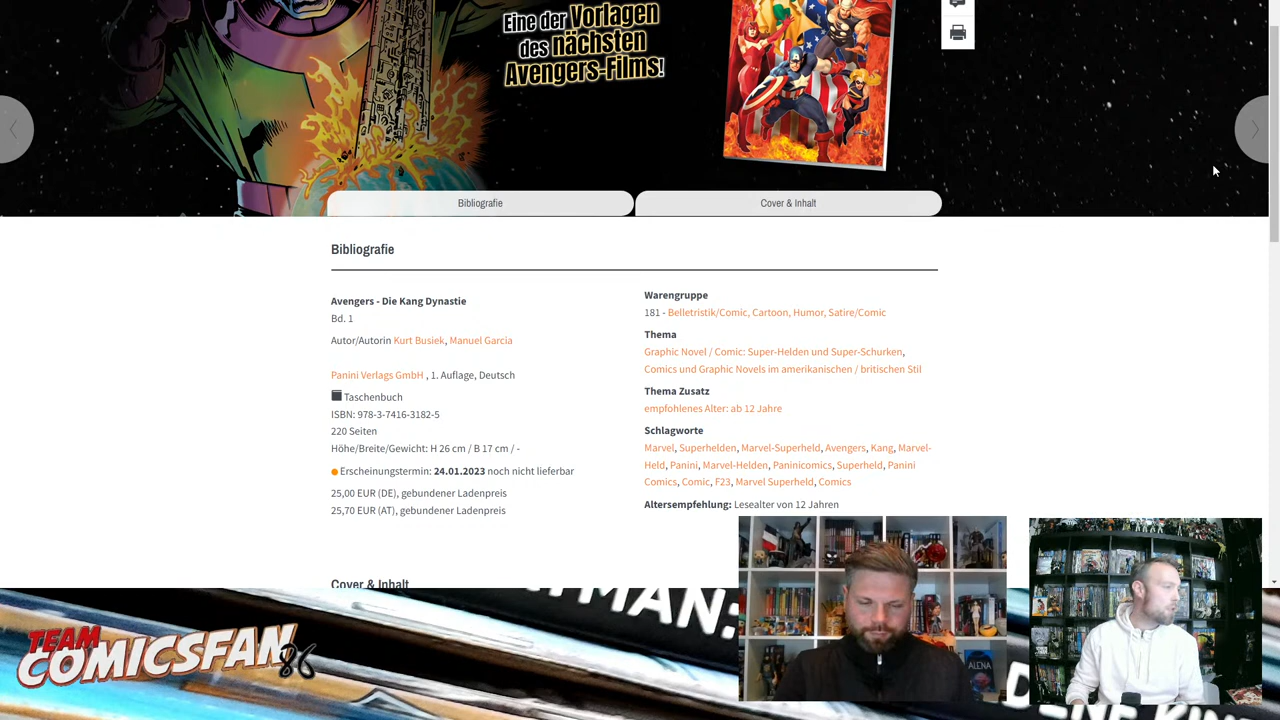 Eine der Vorlagen
des nächsten
Avengers-Films!
Bibliografie
Cover & Inhalt
Bibliografie
Avengers - Die Kang Dynastie
Bd. 1
Autor/Autorin Kurt Busiek, Manuel Garcia
Panini Verlags GmbH , 1. Auflage, Deutsch
Taschenbuch
ISBN: 978-3-7416-3182-5
220 Seiten
Höhe/Breite/Gewicht: H 26 cm / B 17 cm / -
Erscheinungstermin: 24.01.2023 noch nicht lieferbar
25,00 EUR (DE), gebundener Ladenpreis
25,70 EUR (AT), gebundener Ladenpreis
Warengruppe
181 - Belletristik/Comic, Cartoon, Humor, Satire/Comic
Thema
Graphic Novel / Comic: Super-Helden und Super-Schurken,
Comics und Graphic Novels im amerikanischen / britischen Stil
Thema Zusatz
empfohlenes Alter: ab 12 Jahre
Schlagworte
Marvel, Superhelden, Marvel-Superheld, Avengers, Kang, Marvel-
Held, Panini, Marvel-Helden, Paninicomics, Superheld, Panini
Comics, Comic, F23, Marvel Superheld, Comics
Altersempfehlung: Lesealter von 12 Jahren
Cover & Inhalt
TEAM
COMICSFAN
86
ALENA